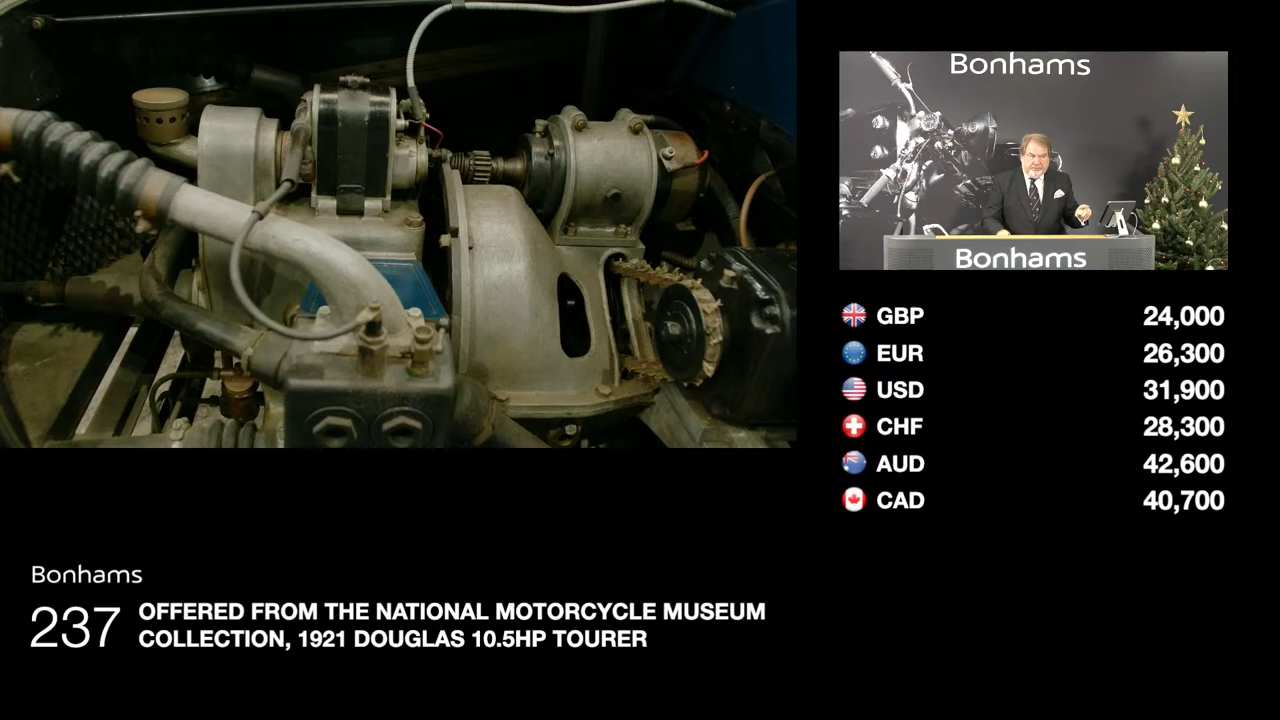 Bonhams
Bonhams
GBP 24,000
EUR 26,300
USD 31,900
CHF 28,300
AUD 42,600
CAD 40,700
Bonhams
237 OFFERED FROM THE NATIONAL MOTORCYCLE MUSEUM
COLLECTION, 1921 DOUGLAS 10.5HP TOURER